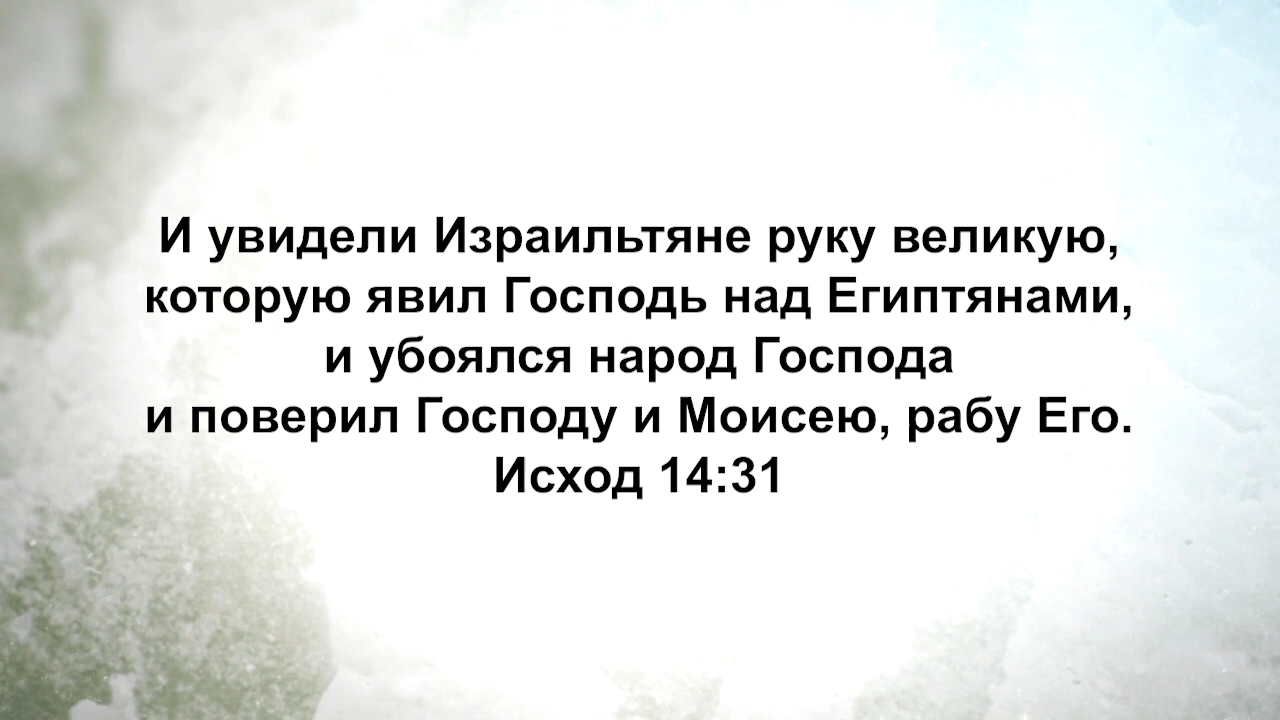 И увидели Израильтяне руку великую,
которую явил Господь над Египтянами,
и убоялся народ Господа
и поверил Господу и Моисею, рабу Его.
Исход 14:31